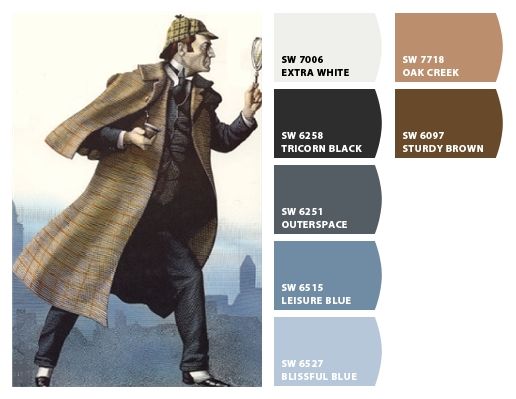 SW 7006
EXTRA WHITE
SW 7718
OAK CREEK
SW 6258
TRICORN BLACK
SW 6097
STURDY BROWN
SW 6251
OUTERSPACE
SW 6515
LEISURE BLUE
SW 6527
BLISSFUL BLUE